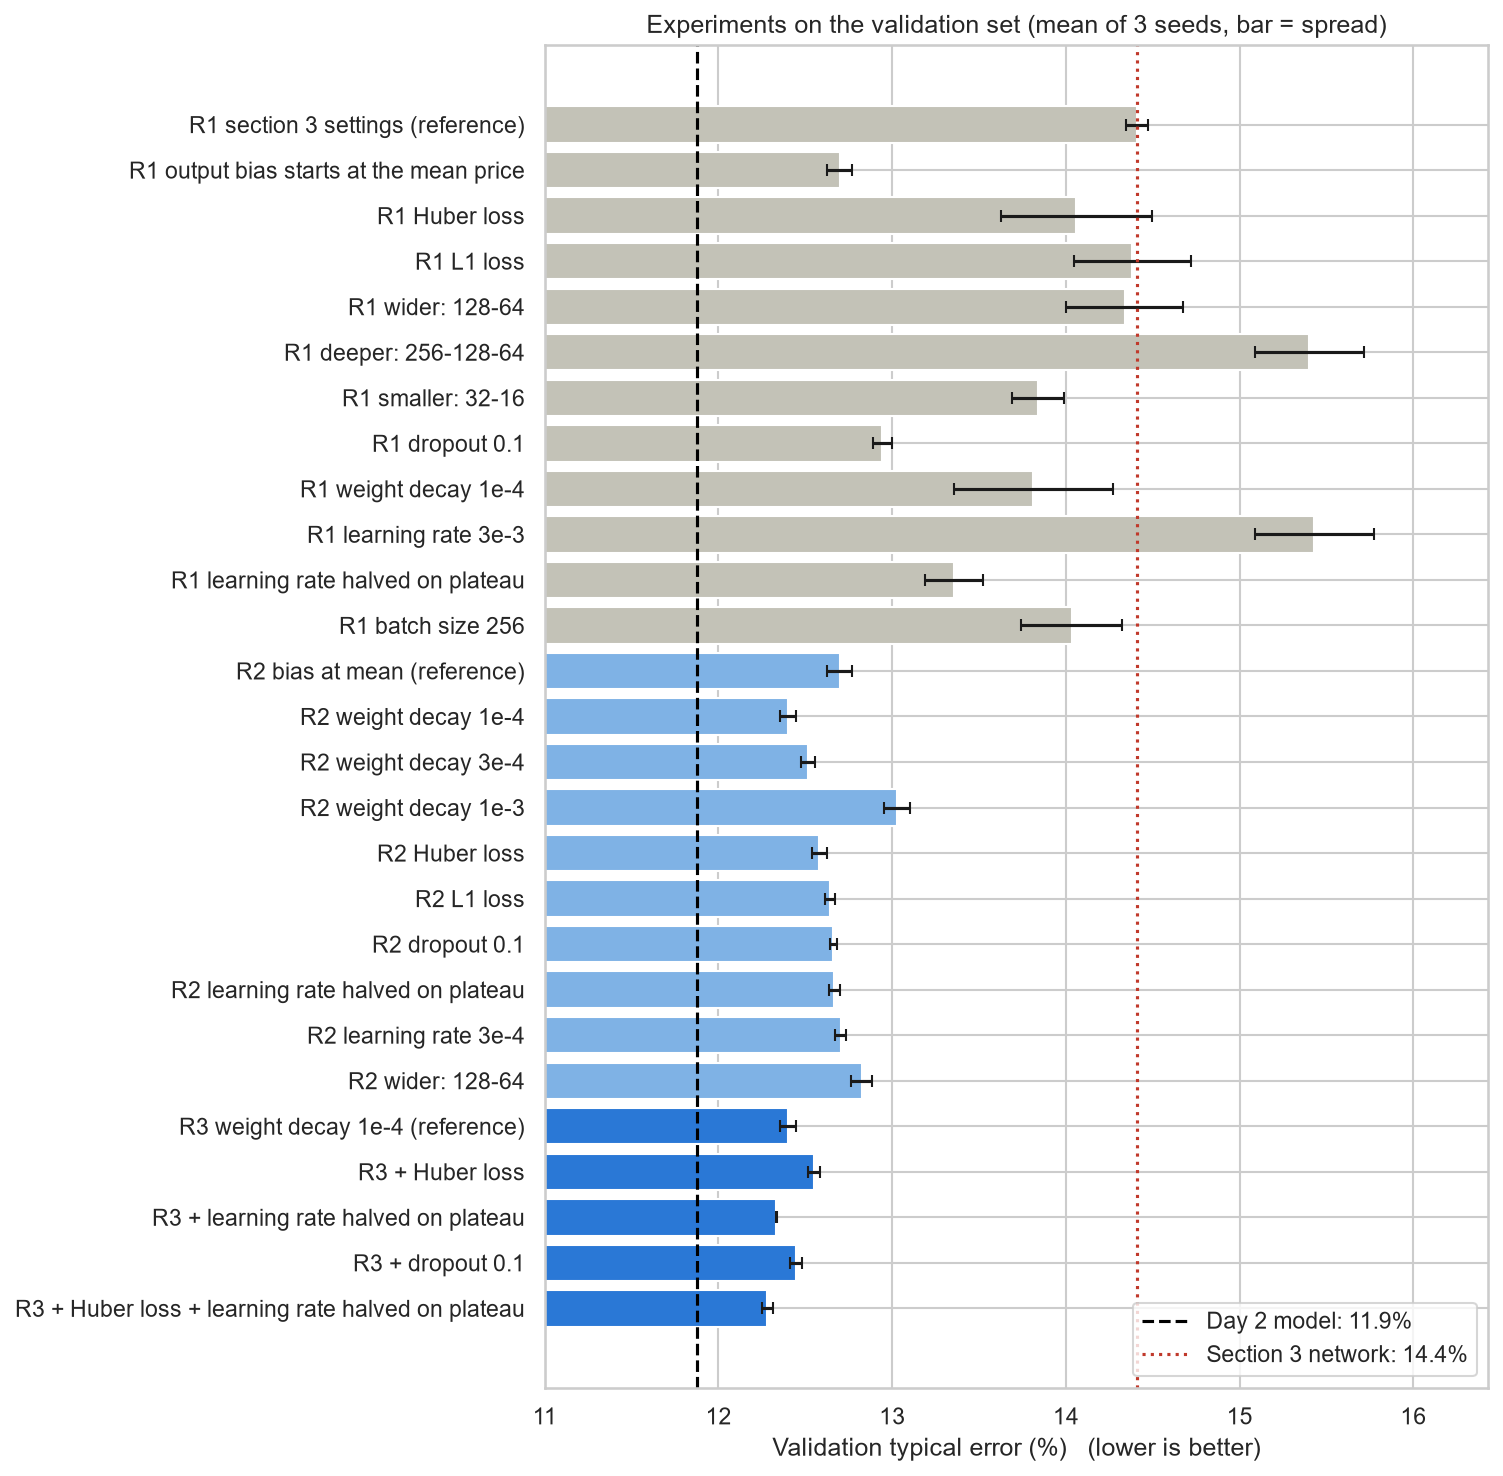 Experiments on the validation set (mean of 3 seeds, bar = spread)
R1 section 3 settings (reference)
R1 output bias starts at the mean price
R1 Huber loss
R1 L1 loss
R1 wider: 128-64
R1 deeper: 256-128-64
R1 smaller: 32-16
R1 dropout 0.1
R1 weight decay 1e-4
R1 learning rate 3e-3
R1 learning rate halved on plateau
R1 batch size 256
R2 bias at mean (reference)
R2 weight decay 1e-4
R2 weight decay 3e-4
R2 weight decay 1e-3
R2 Huber loss
R2 L1 loss
R2 dropout 0.1
R2 learning rate halved on plateau
R2 learning rate 3e-4
R2 wider: 128-64
R3 weight decay 1e-4 (reference)
R3 + Huber loss
R3 + learning rate halved on plateau
R3 + dropout 0.1
R3 + Huber loss + learning rate halved on plateau
Day 2 model: 11.9%
Section 3 network: 14.4%
11 12 13 14 15 16
Validation typical error (%) (lower is better)